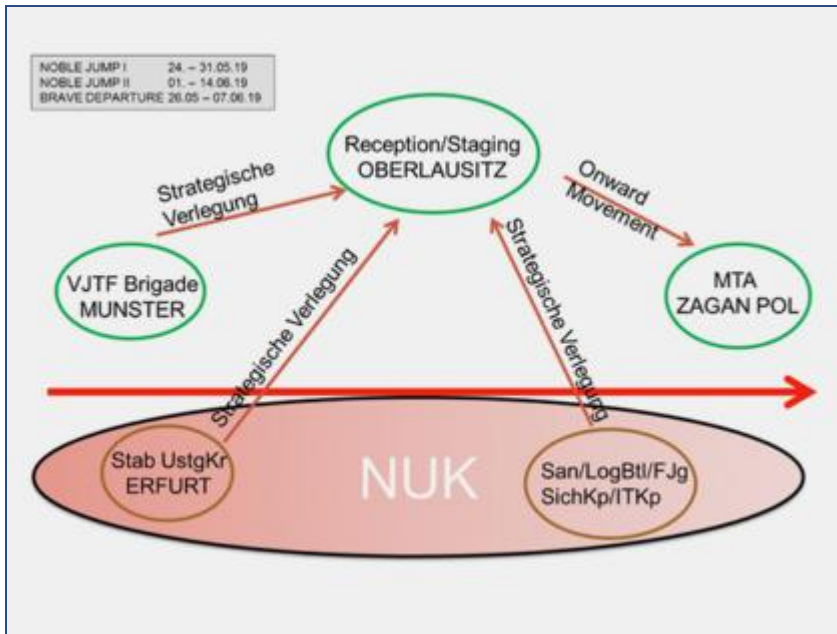 NOBLE JUMP I 24. – 31.05.19
NOBLE JUMP II 01. – 14.06.19
BRAVE DEPARTURE 26.05 – 07.06.19
Reception/Staging
OBERLAUSITZ
Strategische
Verlegung
Onward
Movement
VJTF Brigade
MUNSTER
Strategische Verlegung
Strategische Verlegung
MTA
ZAGAN POL
Stab UstgKr
ERFURT
NUK
San/LogBtl/FJg
SichKp/ITKp